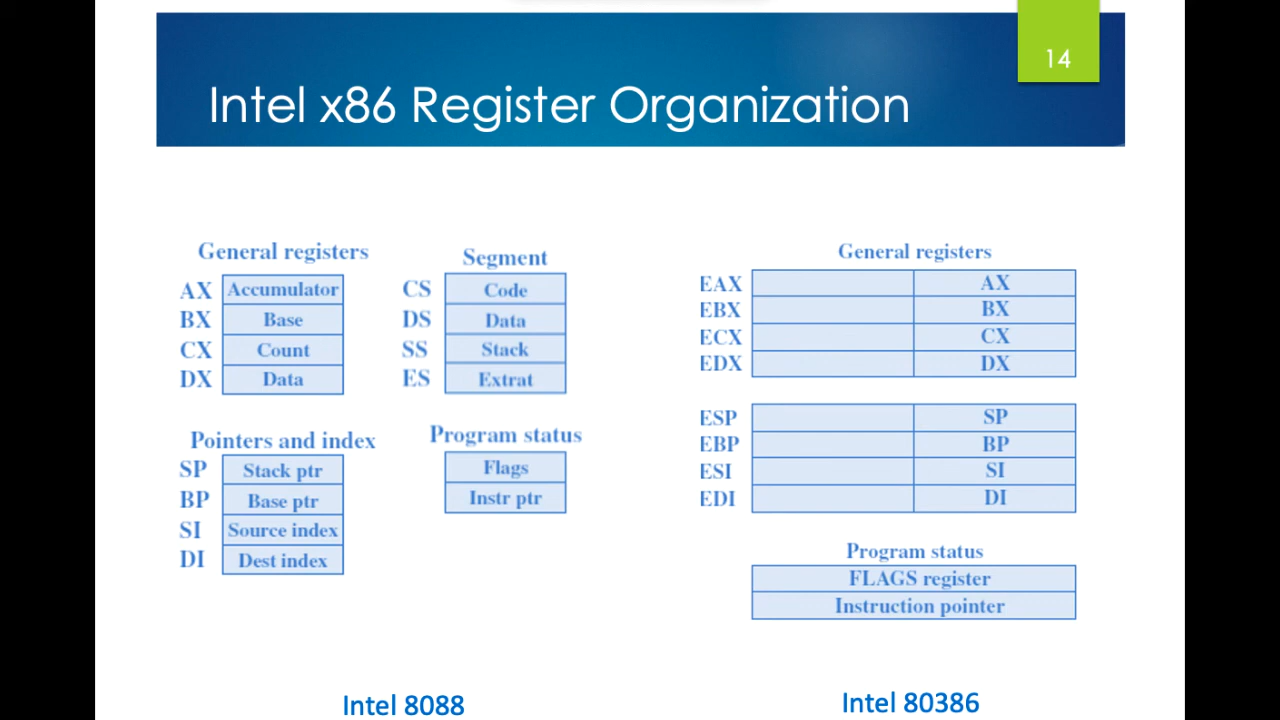 14
Intel x86 Register Organization
General registers
AX Accumulator
BX Base
CX Count
DX Data
Pointers and index
SP Stack ptr
BP Base ptr
SI Source index
DI Dest index
Segment
CS Code
DS Data
SS Stack
ES Extrat
Program status
Flags
Instr ptr
Intel 8088
General registers
EAX AX
EBX BX
ECX CX
EDX DX
ESP SP
EBP BP
ESI SI
EDI DI
Program status
FLAGS register
Instruction pointer
Intel 80386